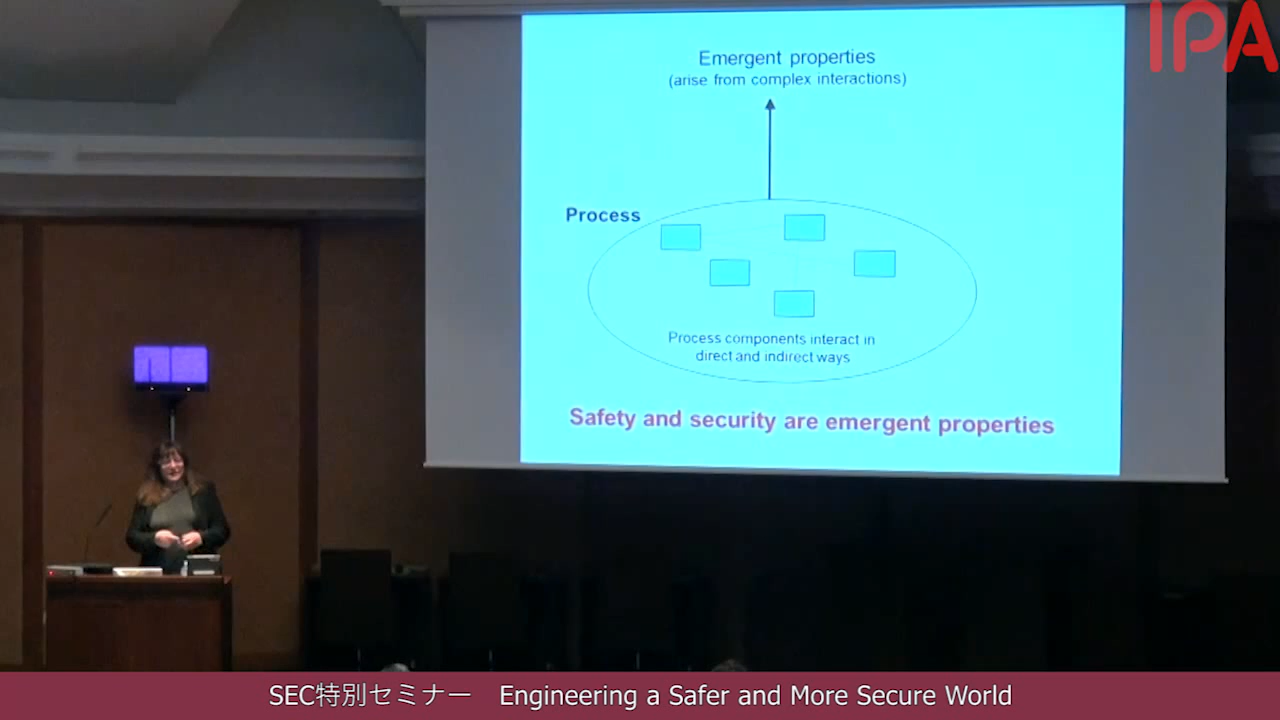 IPA
Emergent properties
(arise from complex interactions)
Process
Process components interact in
direct and indirect ways
Safety and security are emergent properties
SEC特別セミナー　Engineering a Safer and More Secure World